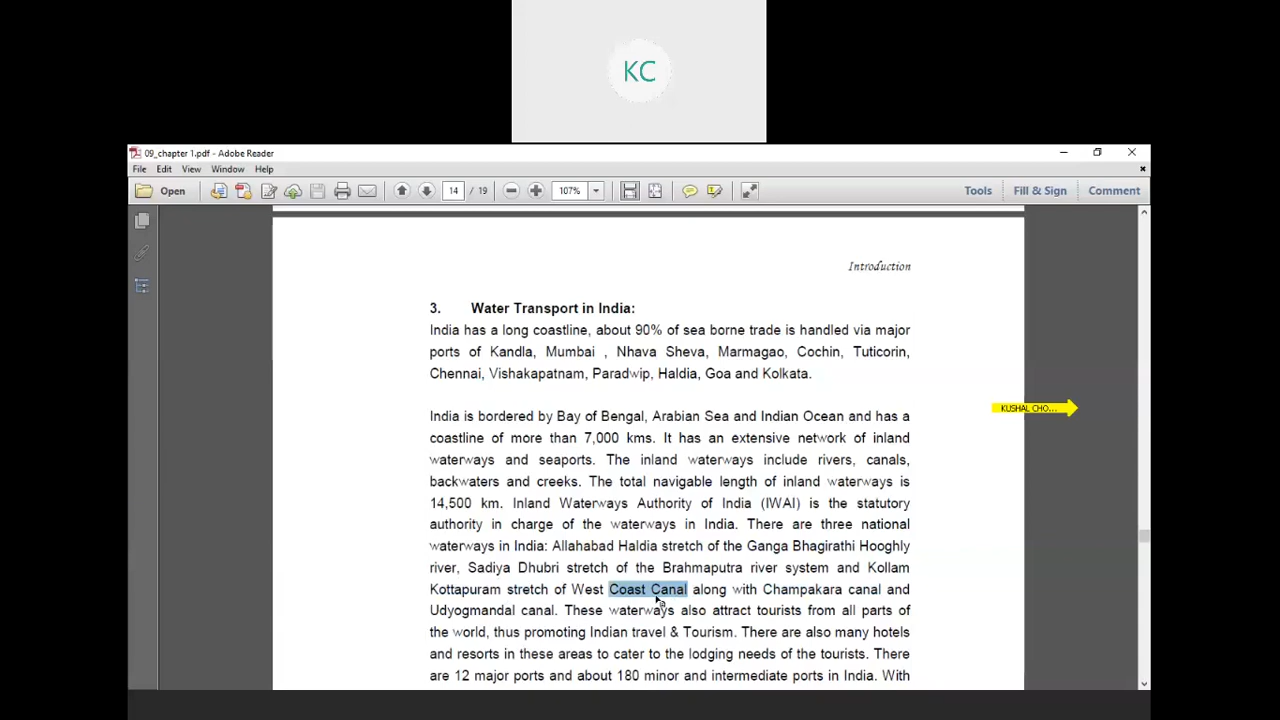 KC
09_chapter 1.pdf - Adobe Reader
File Edit View Window Help
Open 14 / 19 107% Tools Fill & Sign Comment
Introduction
3. Water Transport in India:
India has a long coastline, about 90% of sea borne trade is handled via major
ports of Kandla, Mumbai , Nhava Sheva, Marmagao, Cochin, Tuticorin,
Chennai, Vishakapatnam, Paradwip, Haldia, Goa and Kolkata.
KUSHAL CHO...
India is bordered by Bay of Bengal, Arabian Sea and Indian Ocean and has a
coastline of more than 7,000 kms. It has an extensive network of inland
waterways and seaports. The inland waterways include rivers, canals,
backwaters and creeks. The total navigable length of inland waterways is
14,500 km. Inland Waterways Authority of India (IWAI) is the statutory
authority in charge of the waterways in India. There are three national
waterways in India: Allahabad Haldia stretch of the Ganga Bhagirathi Hooghly
river, Sadiya Dhubri stretch of the Brahmaputra river system and Kollam
Kottapuram stretch of West Coast Canal along with Champakara canal and
Udyogmandal canal. These waterways also attract tourists from all parts of
the world, thus promoting Indian travel & Tourism. There are also many hotels
and resorts in these areas to cater to the lodging needs of the tourists. There
are 12 major ports and about 180 minor and intermediate ports in India. With